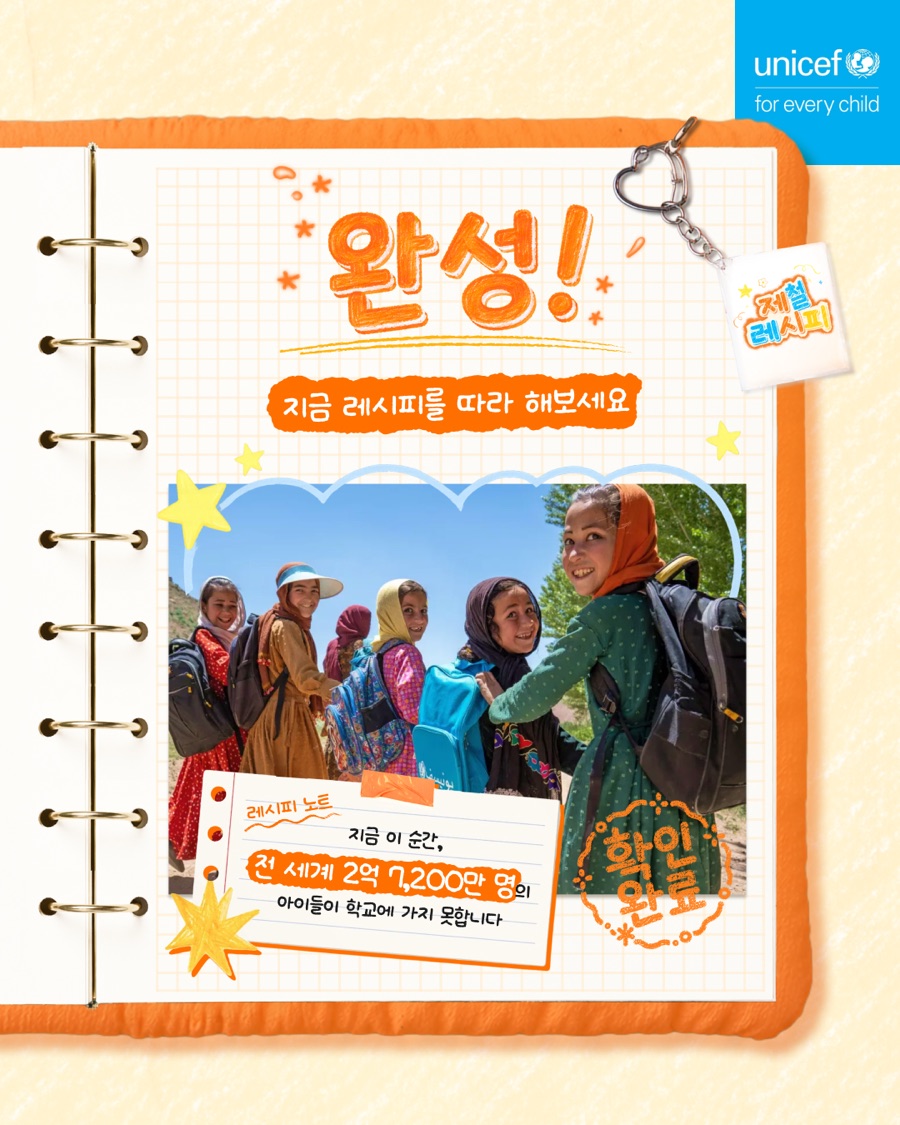 unicef
for every child
완성!
제철
레시피
지금 레시피를 따라 해보세요
레시피 노트
지금 이 순간,
전 세계 2억 7,200만 명의
아이들이 학교에 가지 못합니다
확인
완료